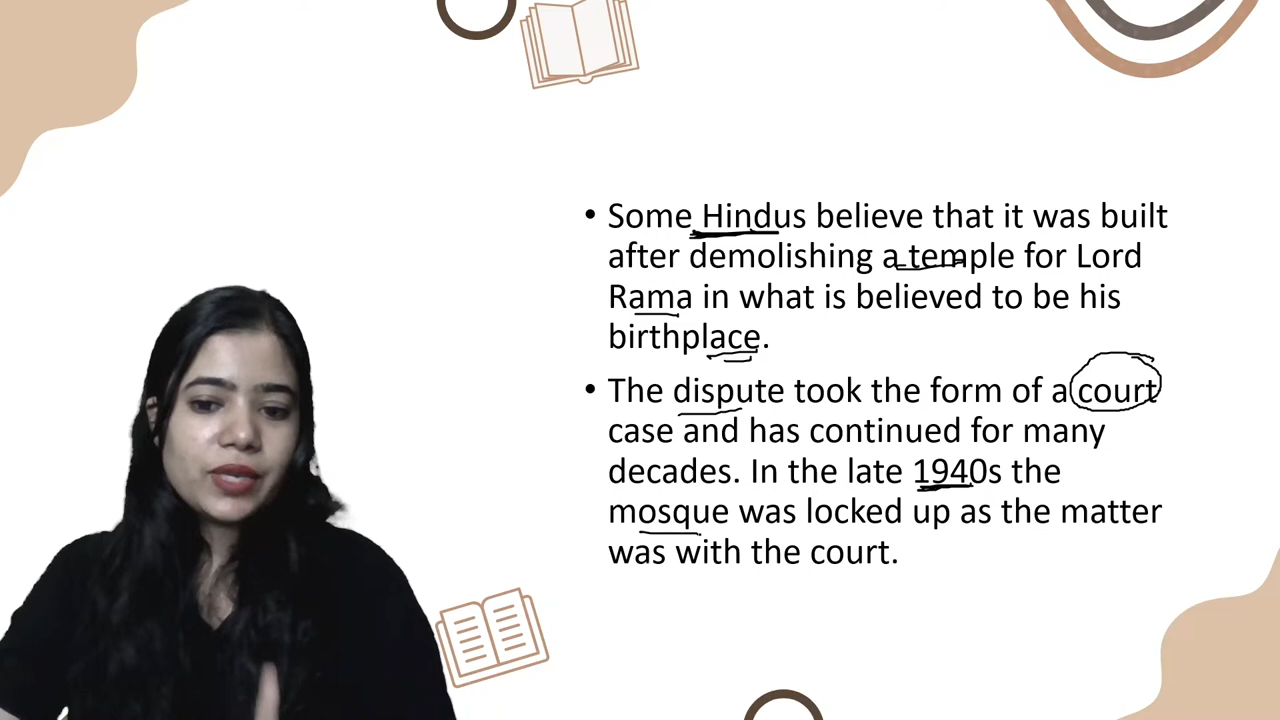 • Some Hindus believe that it was built
after demolishing a temple for Lord
Rama in what is believed to be his
birthplace.
• The dispute took the form of a court
case and has continued for many
decades. In the late 1940s the
mosque was locked up as the matter
was with the court.